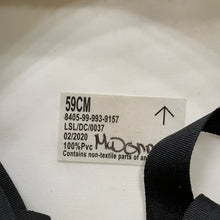 59CM
8405-99-993-9157
LSL/DC/0037
02/2020
100%Pvc
Contains non-textile parts of an